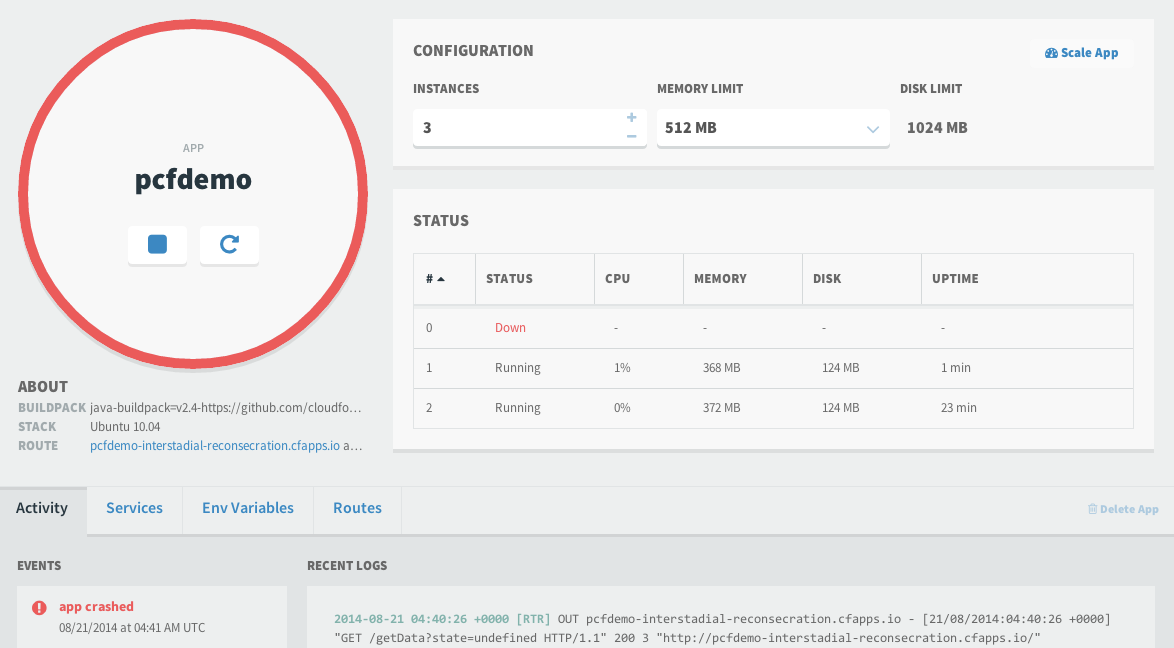 APP
pcfdemo
ABOUT
BUILDPACK java-buildpack=v2.4-https://github.com/cloudfo...
STACK Ubuntu 10.04
ROUTE pcfdemo-interstadial-reconsecration.cfapps.io a...
CONFIGURATION
Scale App
INSTANCES MEMORY LIMIT DISK LIMIT
3 + − 512 MB 1024 MB
STATUS
# STATUS CPU MEMORY DISK UPTIME
0 Down - - - -
1 Running 1% 368 MB 124 MB 1 min
2 Running 0% 372 MB 124 MB 23 min
Activity Services Env Variables Routes Delete App
EVENTS
app crashed
08/21/2014 at 04:41 AM UTC
RECENT LOGS
2014-08-21 04:40:26 +0000 [RTR] OUT pcfdemo-interstadial-reconsecration.cfapps.io - [21/08/2014:04:40:26 +0000]
"GET /getData?state=undefined HTTP/1.1" 200 3 "http://pcfdemo-interstadial-reconsecration.cfapps.io/"